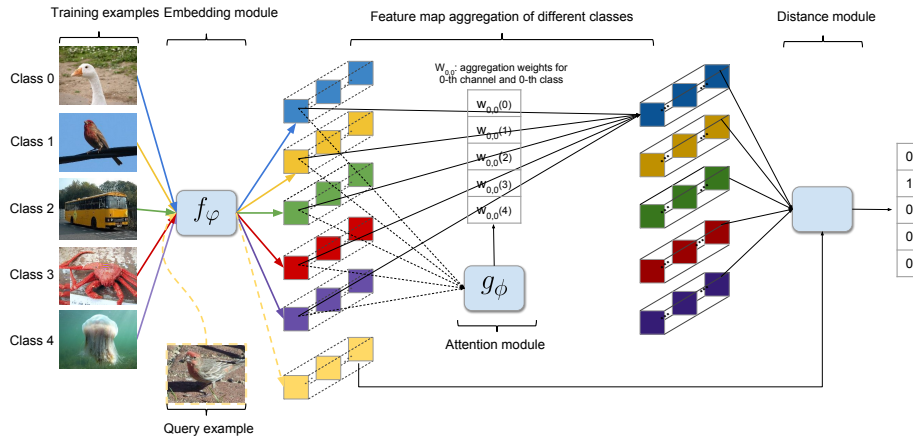 Training examples
Embedding module
Feature map aggregation of different classes
Distance module
W0,0: aggregation weights for
0-th channel and 0-th class
Class 0
Class 1
Class 2
Class 3
Class 4
fφ
w0,0(0)
w0,0(1)
w0,0(2)
w0,0(3)
w0,0(4)
gϕ
Attention module
Query example
0
1
0
0
0